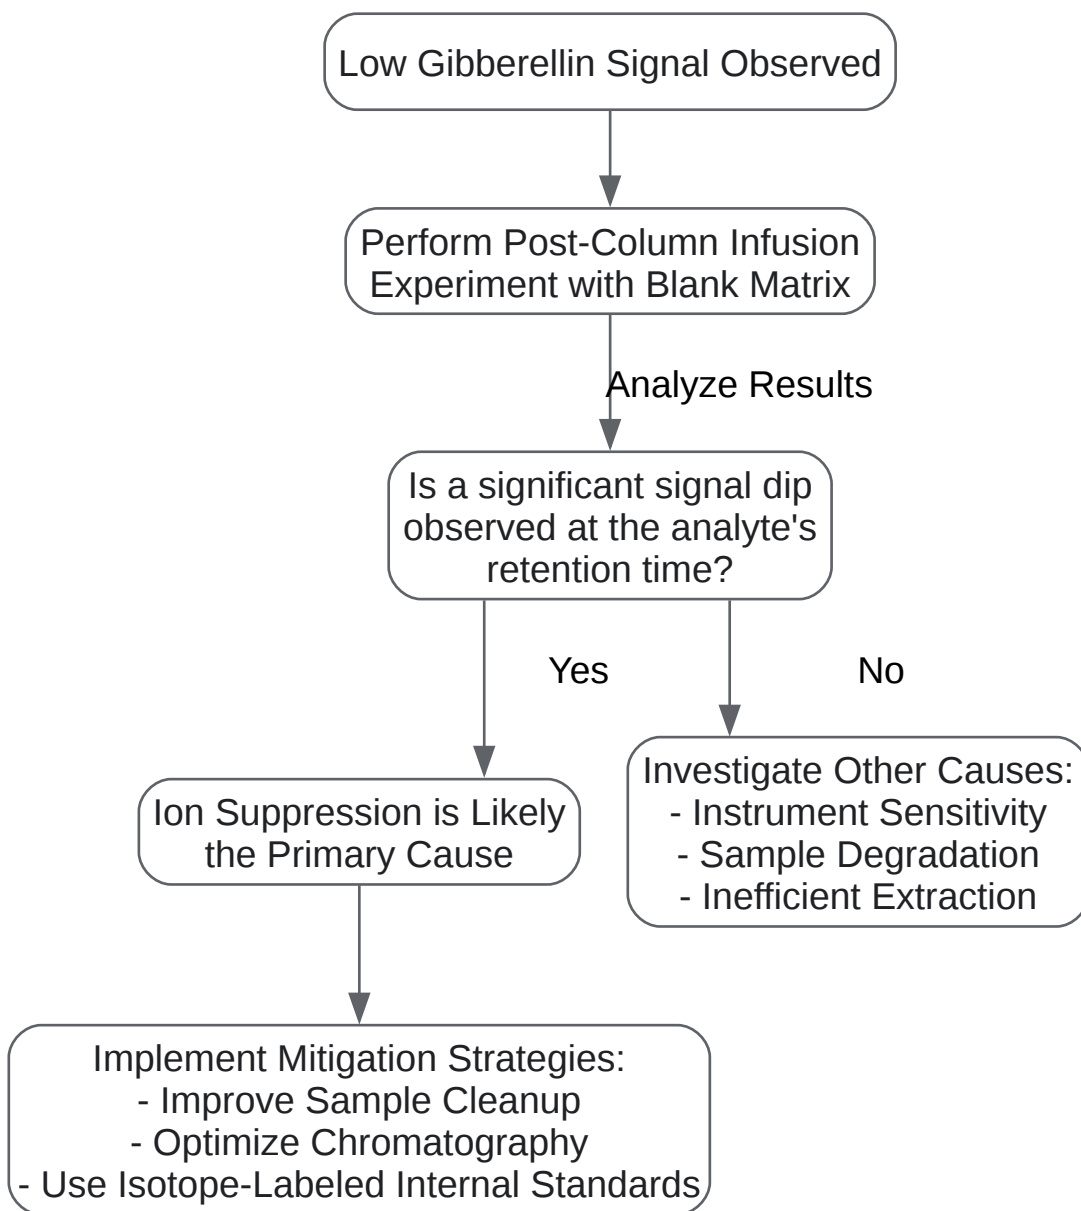 Low Gibberellin Signal Observed
Perform Post-Column Infusion
Experiment with Blank Matrix
Analyze Results
Is a significant signal dip
observed at the analyte's
retention time?
Yes
No
Investigate Other Causes:
- Instrument Sensitivity
- Sample Degradation
- Inefficient Extraction
Ion Suppression is Likely
the Primary Cause
Implement Mitigation Strategies:
- Improve Sample Cleanup
- Optimize Chromatography
- Use Isotope-Labeled Internal Standards